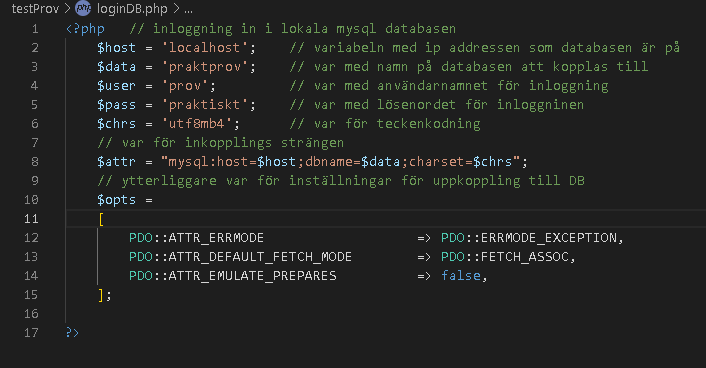 testProv > php loginDB.php > ...
1 <?php // inloggning in i lokala mysql databasen
2 $host = 'localhost'; // variabeln med ip addressen som databasen är på
3 $data = 'praktprov'; // var med namn på databasen att kopplas till
4 $user = 'prov'; // var med användarnamnet för inloggning
5 $pass = 'praktiskt'; // var med lösenordet för inloggninen
6 $chrs = 'utf8mb4'; // var för teckenkodning
7 // var för inkopplings strängen
8 $attr = "mysql:host=$host;dbname=$data;charset=$chrs";
9 // ytterliggare var för inställningar för uppkoppling till DB
10 $opts =
11 [
12 PDO::ATTR_ERRMODE => PDO::ERRMODE_EXCEPTION,
13 PDO::ATTR_DEFAULT_FETCH_MODE => PDO::FETCH_ASSOC,
14 PDO::ATTR_EMULATE_PREPARES => false,
15 ];
16
17 ?>